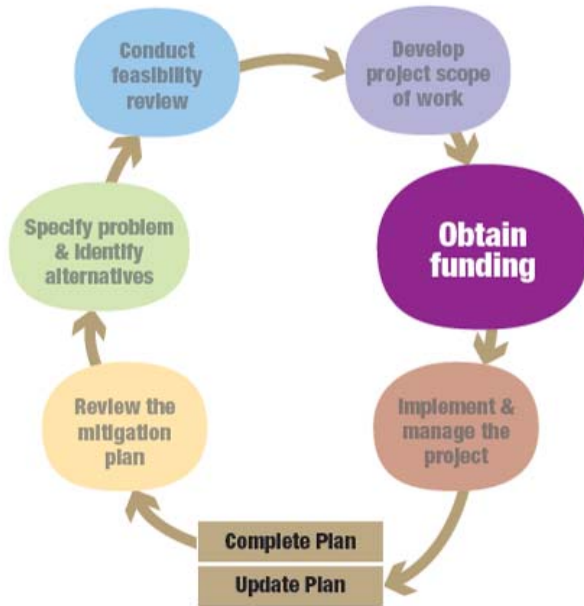 Conduct
feasibility
review
Develop
project scope
of work
Specify problem
& identify
alternatives
Obtain
funding
Review the
mitigation
plan
Implement &
manage the
project
Complete Plan
Update Plan